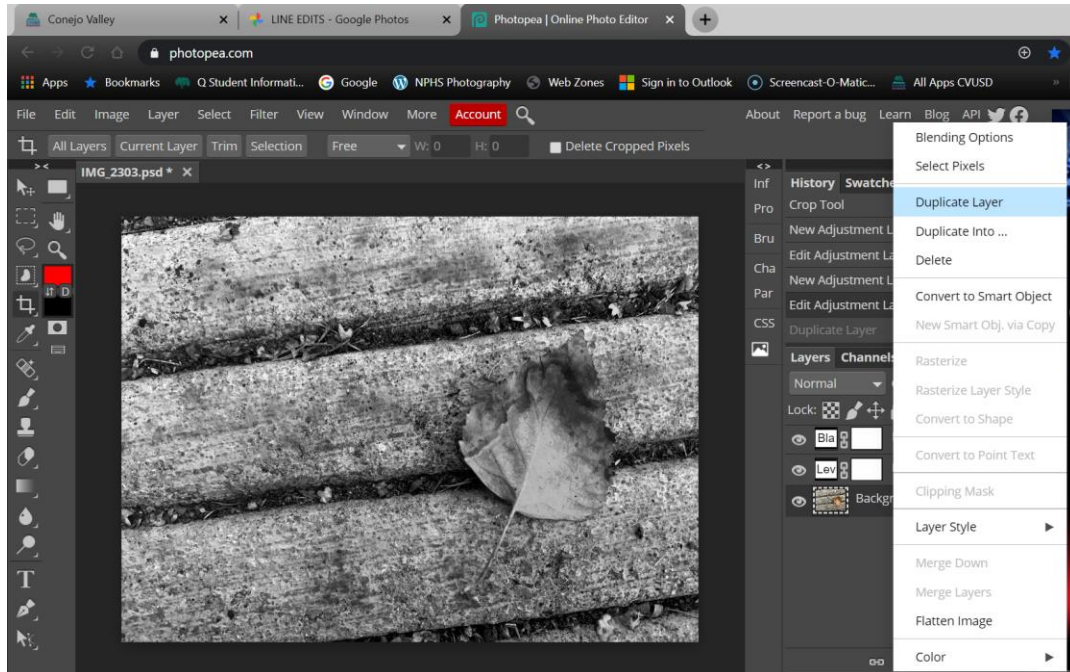 Conejo Valley
LINE EDITS - Google Photos
Photopea | Online Photo Editor
photopea.com
Apps Bookmarks Q Student Informati... Google NPHS Photography Web Zones Sign in to Outlook Screencast-O-Matic... All Apps CVUSD »
File Edit Image Layer Select Filter View Window More Account About Report a bug Learn Blog API
All Layers Current Layer Trim Selection Free W: 0 H: 0 Delete Cropped Pixels
> <
IMG_2303.psd *
< >
Inf
Pro
Bru
Cha
Par
CSS
D
T
History Swatche
Crop Tool
New Adjustment L
Edit Adjustment La
New Adjustment L
Edit Adjustment La
Duplicate Layer
Layers Channels
Normal
Lock:
Bla
Lev
Backgr
Blending Options
Select Pixels
Duplicate Layer
Duplicate Into ...
Delete
Convert to Smart Object
New Smart Obj. via Copy
Rasterize
Rasterize Layer Style
Convert to Shape
Convert to Point Text
Clipping Mask
Layer Style
Merge Down
Merge Layers
Flatten Image
Color